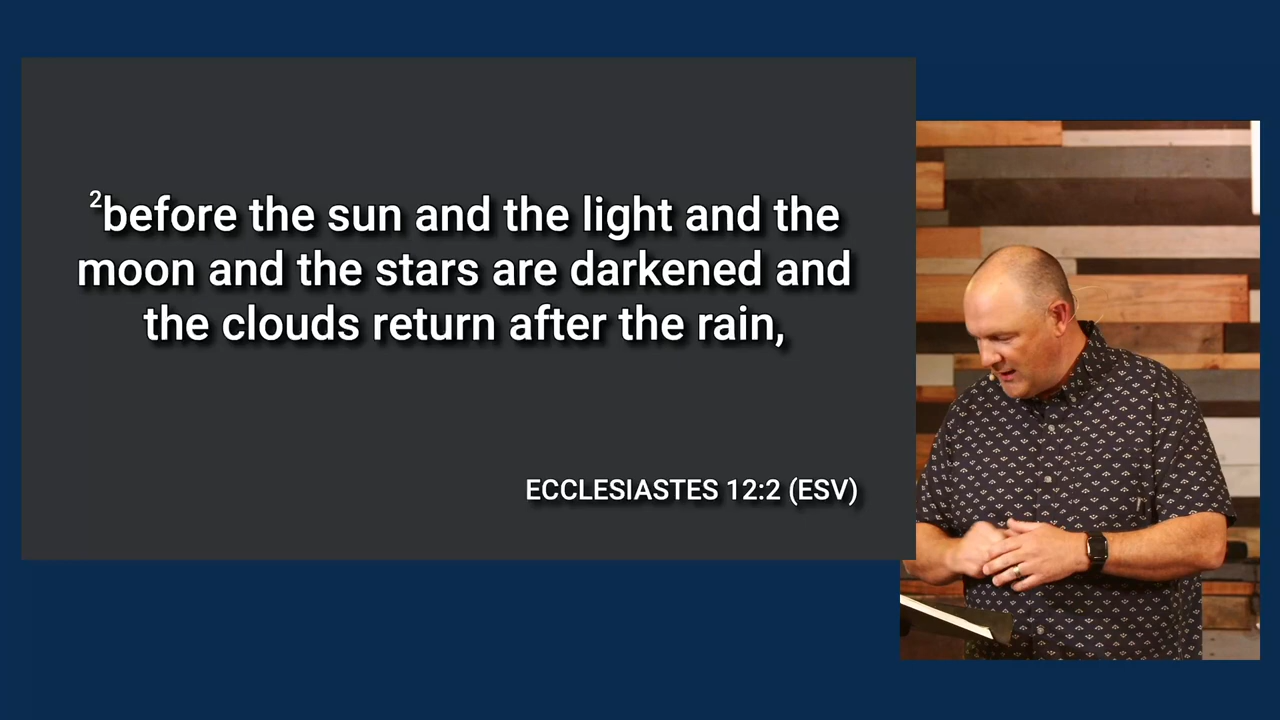 ²before the sun and the light and the
moon and the stars are darkened and
the clouds return after the rain,
ECCLESIASTES 12:2 (ESV)